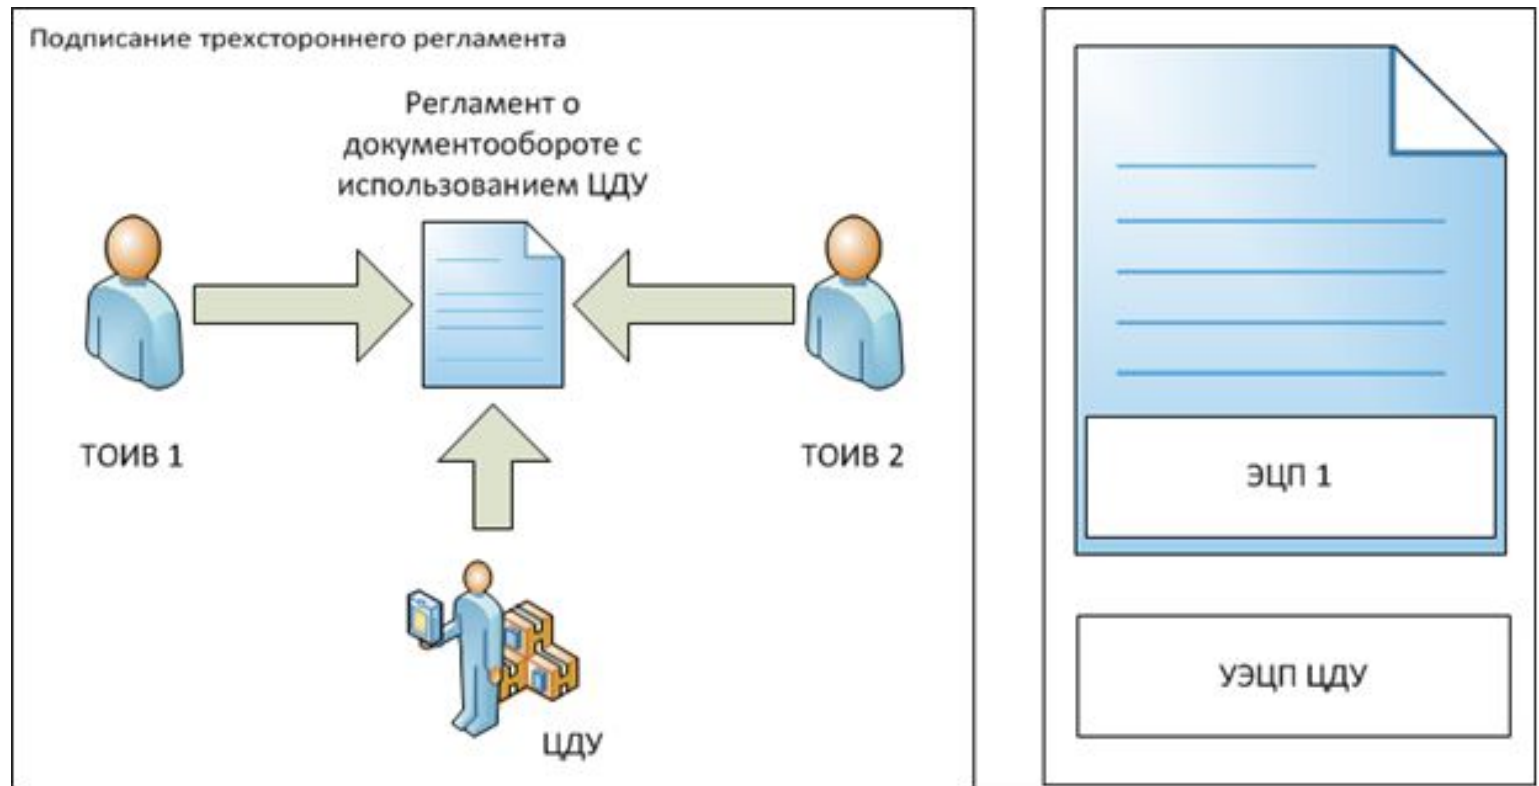 Подписание трехстороннего регламента
Регламент о
документообороте с
использованием ЦДУ
ТОИВ 1
ТОИВ 2
ЦДУ
ЭЦП 1
УЭЦП ЦДУ